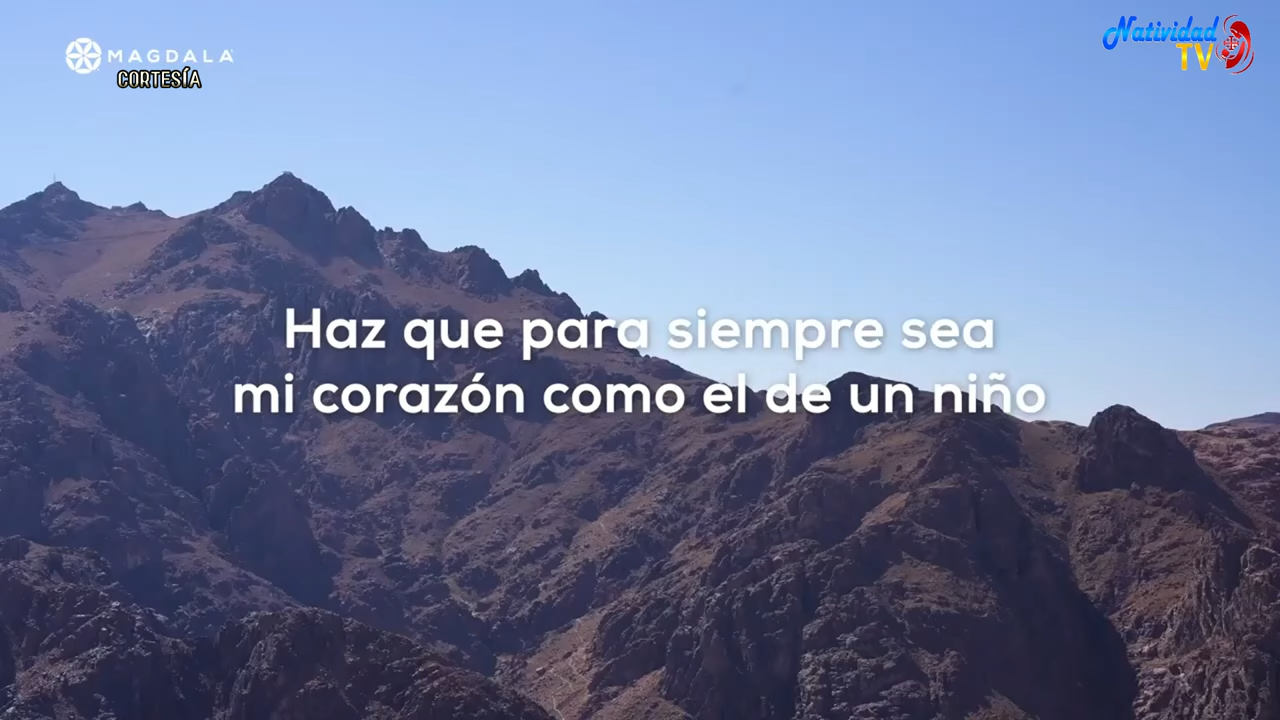 MAGDALA
CORTESÍA
Natividad
TV
Haz que para siempre sea
mi corazón como el de un niño